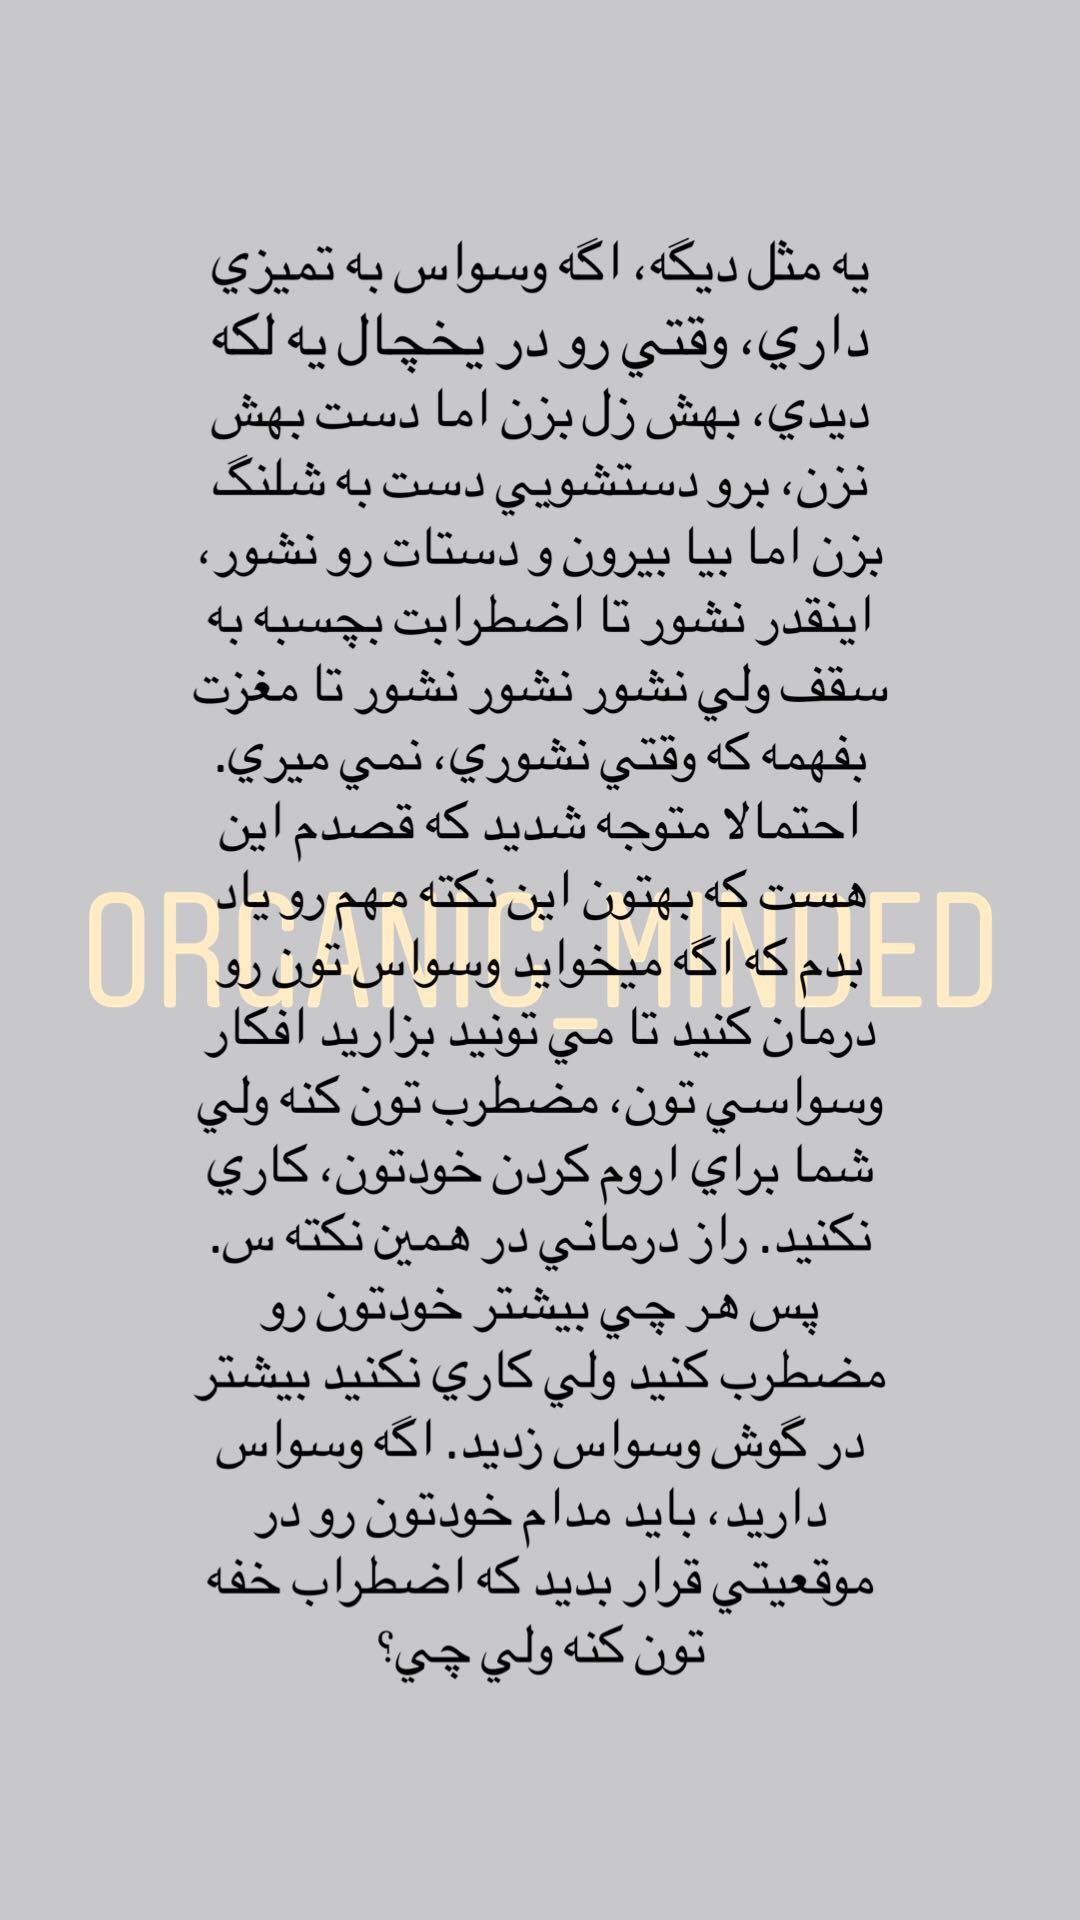 يه مثل ديگه، اگه وسواس به تميزي
داري، وقتي رو در يخچال يه لكه
ديدي، بهش زل بزن اما دست بهش
نزن، برو دستشويي دست به شلنگ
بزن اما بيا بيرون و دستات رو نشور،
اينقدر نشور تا اضطرابت بچسبه به
سقف ولي نشور نشور نشور تا مغزت
بفهمه كه وقتي نشوري، نمي ميري.
احتمالا متوجه شديد كه قصدم اين
هست كه بهتون اين نكته مهم رو ياد
بدم كه اگه ميخوايد وسواس تون رو
درمان كنيد تا مي تونيد بزاريد افكار
وسواسي تون، مضطرب تون كنه ولي
شما براي اروم كردن خودتون، كاري
نكنيد. راز درماني در همين نكته س.
پس هر چي بيشتر خودتون رو
مضطرب كنيد ولي كاري نكنيد بيشتر
در گوش وسواس زديد. اگه وسواس
داريد، بايد مدام خودتون رو در
موقعيتي قرار بديد كه اضطراب خفه
تون كنه ولي چي؟
ORGANIC_MINDED